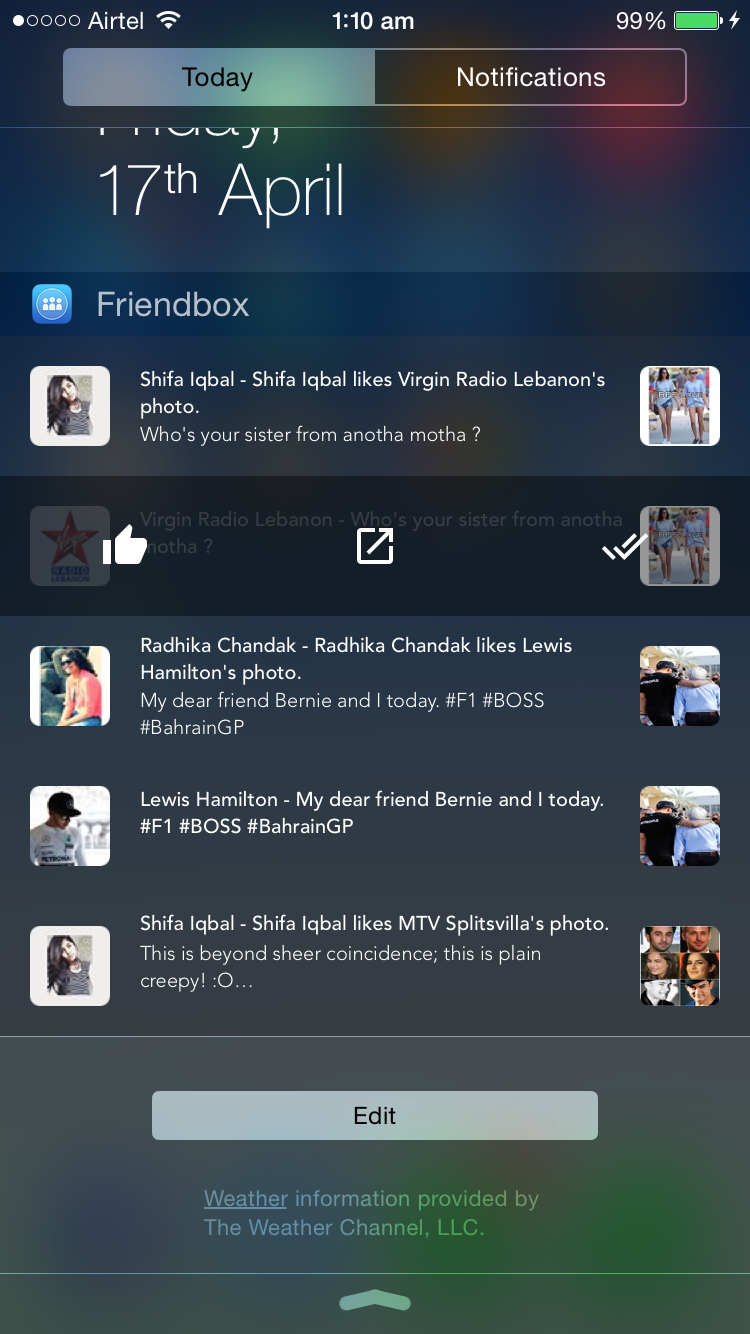 Airtel 1:10 am 99%
Today Notifications
Friday,
17th April
Friendbox
Shifa Iqbal - Shifa Iqbal likes Virgin Radio Lebanon's
photo.
Who's your sister from anotha motha ?
Virgin Radio Lebanon - Who's your sister from anotha
motha ?
RADIO
LEBANON
Radhika Chandak - Radhika Chandak likes Lewis
Hamilton's photo.
My dear friend Bernie and I today. #F1 #BOSS
#BahrainGP
Lewis Hamilton - My dear friend Bernie and I today.
#F1 #BOSS #BahrainGP
Shifa Iqbal - Shifa Iqbal likes MTV Splitsvilla's photo.
This is beyond sheer coincidence; this is plain
creepy! :O…
Edit
Weather information provided by
The Weather Channel, LLC.